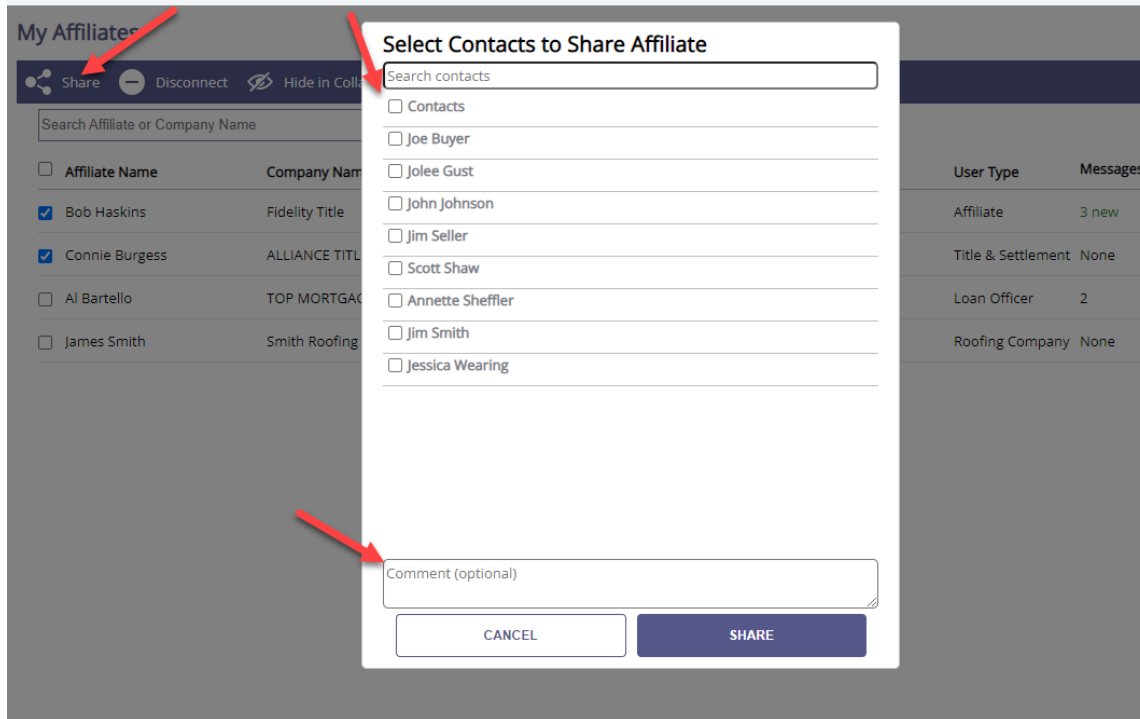 My Affiliates
Share Disconnect Hide in Colla
Search Affiliate or Company Name
Affiliate Name Company Nam User Type Messages
Bob Haskins Fidelity Title Affiliate 3 new
Connie Burgess ALLIANCE TITL Title & Settlement None
Al Bartello TOP MORTGAG Loan Officer 2
James Smith Smith Roofing Roofing Company None
Select Contacts to Share Affiliate
Search contacts
Contacts
Joe Buyer
Jolee Gust
John Johnson
Jim Seller
Scott Shaw
Annette Sheffler
Jim Smith
Jessica Wearing
Comment (optional)
CANCEL SHARE